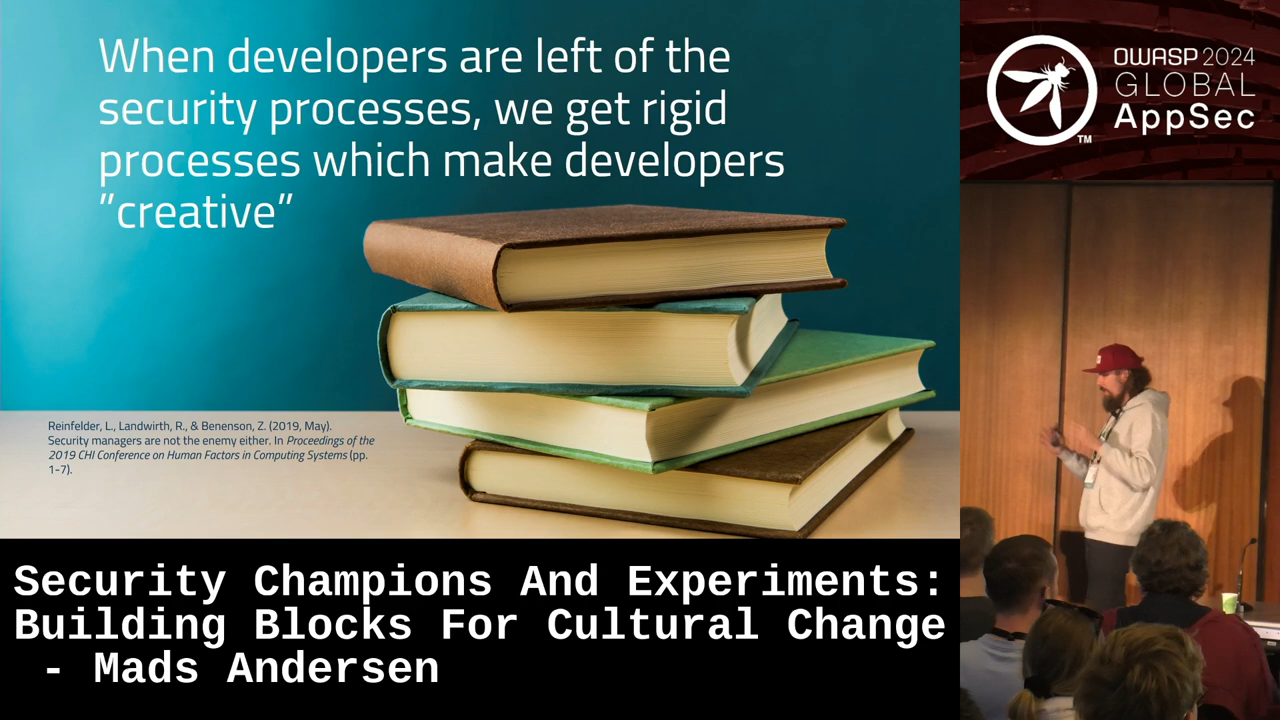 When developers are left of the
security processes, we get rigid
processes which make developers
”creative”
Reinfelder, L., Landwirth, R., & Benenson, Z. (2019, May).
Security managers are not the enemy either. In Proceedings of the
2019 CHI Conference on Human Factors in Computing Systems (pp.
1-7).
OWASP 2024
GLOBAL
AppSec
TM
Security Champions And Experiments:
Building Blocks For Cultural Change
- Mads Andersen